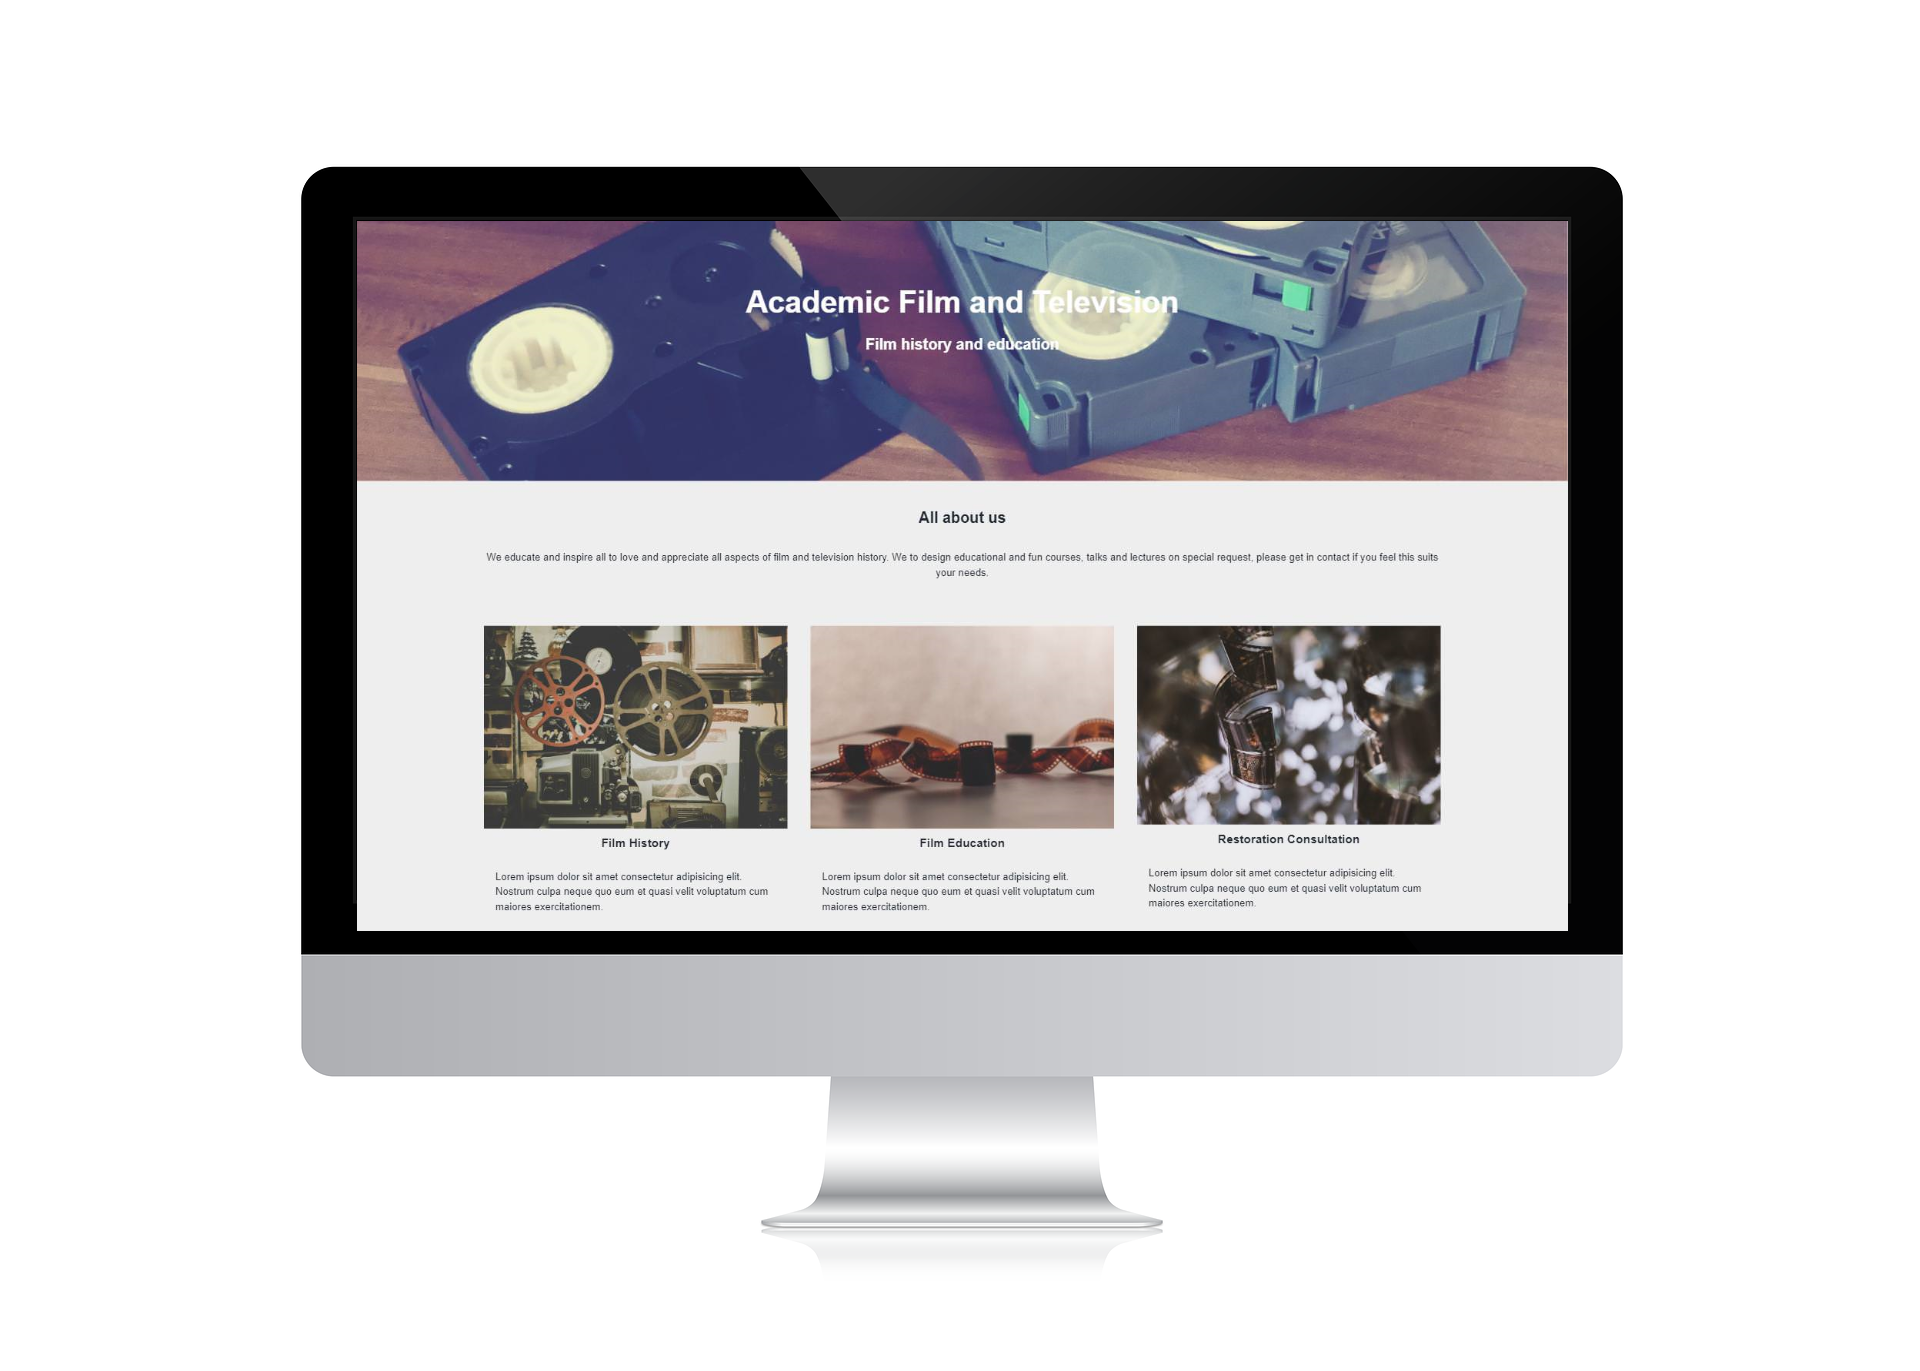 Academic Film and Television
Film history and education
All about us
We educate and inspire all to love and appreciate all aspects of film and television history. We to design educational and fun courses, talks and lectures on special request, please get in contact if you feel this suits
your needs.
Film History
Lorem ipsum dolor sit amet consectetur adipisicing elit.
Nostrum culpa neque quo eum et quasi velit voluptatum cum
maiores exercitationem.
Film Education
Lorem ipsum dolor sit amet consectetur adipisicing elit.
Nostrum culpa neque quo eum et quasi velit voluptatum cum
maiores exercitationem.
Restoration Consultation
Lorem ipsum dolor sit amet consectetur adipisicing elit.
Nostrum culpa neque quo eum et quasi velit voluptatum cum
maiores exercitationem.